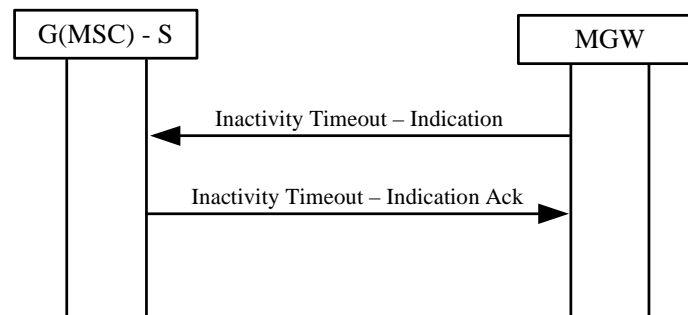 G(MSC) - S
MGW
Inactivity Timeout – Indication
Inactivity Timeout – Indication Ack